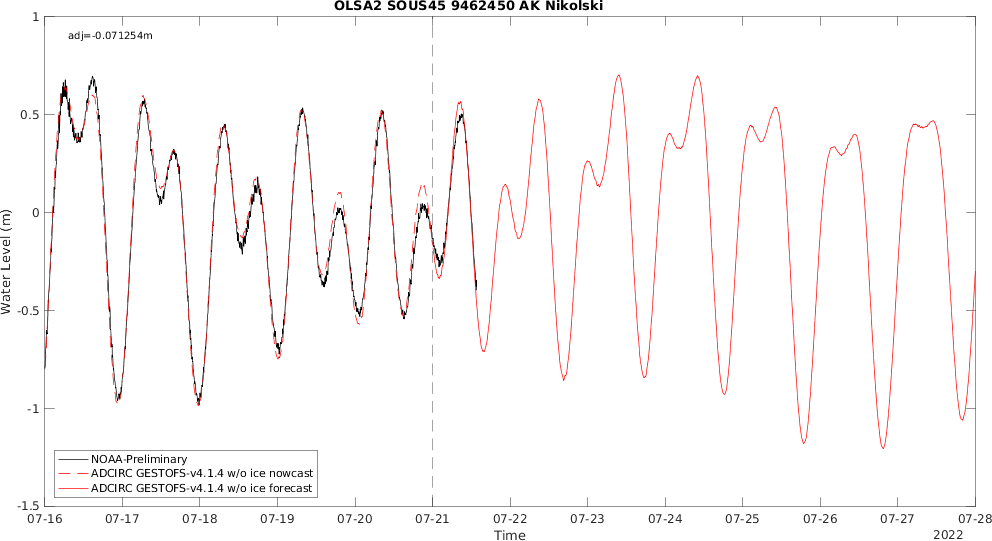 OLSA2 SOUS45 9462450 AK Nikolski
adj=-0.071254m
1
0.5
0
-0.5
-1
-1.5
Water Level (m)
NOAA-Preliminary
ADCIRC GESTOFS-v4.1.4 w/o ice nowcast
ADCIRC GESTOFS-v4.1.4 w/o ice forecast
07-16 07-17 07-18 07-19 07-20 07-21 07-22 07-23 07-24 07-25 07-26 07-27 07-28
Time
2022